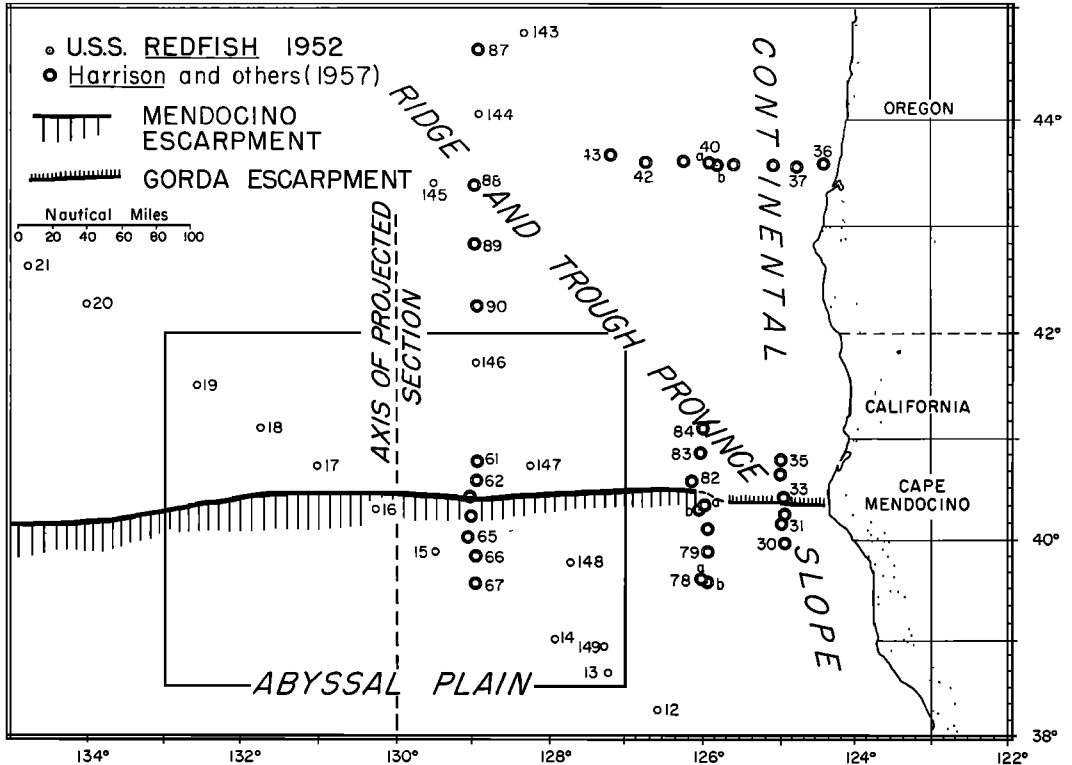 U.S.S. REDFISH 1952
Harrison and others (1957)
MENDOCINO
ESCARPMENT
GORDA ESCARPMENT
Nautical Miles
0 20 40 60 80 100
RIDGE AND TROUGH PROVINCE
CONTINENTAL SLOPE
AXIS OF PROJECTED
SECTION
ABYSSAL PLAIN
OREGON
CALIFORNIA
CAPE
MENDOCINO
143
87
144
43
42
a
40
b
37
36
145
88
89
21
20
90
146
19
18
17
61
62
147
84
83
82
35
33
16
a
b
15
65
66
67
148
79
31
30
a
78
b
14
149
13
12
44°
42°
40°
38°
134°
132°
130°
128°
126°
124°
122°